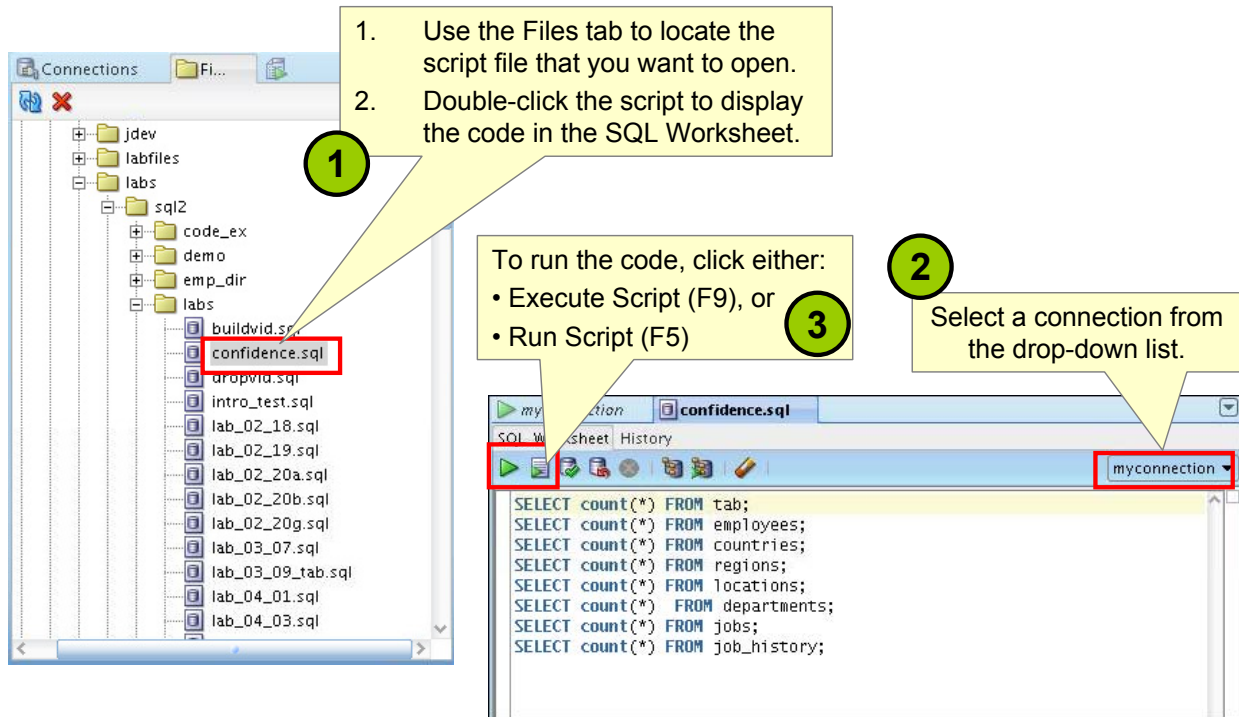 1. Use the Files tab to locate the
script file that you want to open.
2. Double-click the script to display
the code in the SQL Worksheet.
1
Connections Fi...
jdev
labfiles
labs
sql2
code_ex
demo
emp_dir
labs
buildvid.sql
confidence.sql
dropvid.sql
intro_test.sql
lab_02_18.sql
lab_02_19.sql
lab_02_20a.sql
lab_02_20b.sql
lab_02_20g.sql
lab_03_07.sql
lab_03_09_tab.sql
lab_04_01.sql
lab_04_03.sql
To run the code, click either:
• Execute Script (F9), or
• Run Script (F5)
3
2
Select a connection from
the drop-down list.
confidence.sql
SQL Worksheet History
myconnection
SELECT count(*) FROM tab;
SELECT count(*) FROM employees;
SELECT count(*) FROM countries;
SELECT count(*) FROM regions;
SELECT count(*) FROM locations;
SELECT count(*)  FROM departments;
SELECT count(*) FROM jobs;
SELECT count(*) FROM job_history;